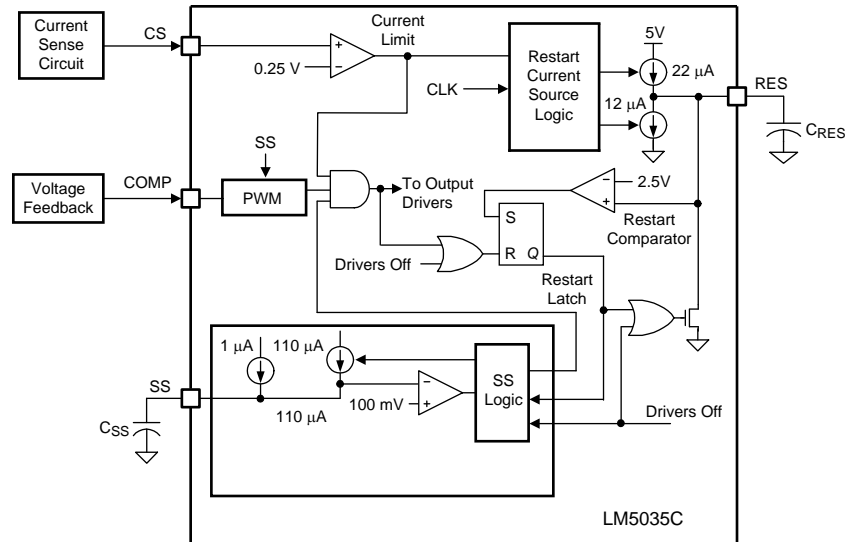 Current
Sense
Circuit
CS
0.25 V
+
−
Current
Limit
CLK
Restart
Current
Source
Logic
5V
22 µA
12 µA
RES
CRES
Voltage
Feedback
COMP
SS
PWM
To Output
Drivers
−
2.5V
+
Restart
Comparator
S
R Q
Drivers Off
Restart
Latch
1 µA
110 µA
SS
CSS
110 µA
100 mV
−
+
SS
Logic
Drivers Off
LM5035C